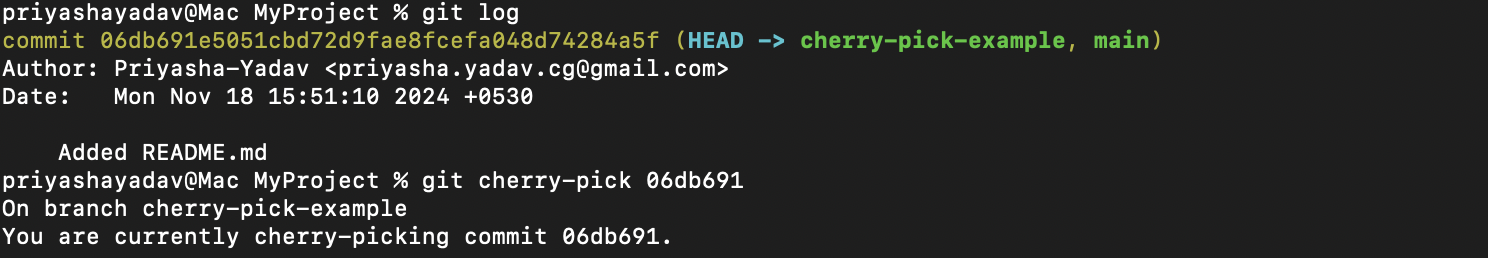 priyashayadav@Mac MyProject % git log
commit 06db691e5051cbd72d9fae8fcefa048d74284a5f (HEAD -> cherry-pick-example, main)
Author: Priyasha-Yadav <priyasha.yadav.cg@gmail.com>
Date:   Mon Nov 18 15:51:10 2024 +0530

    Added README.md
priyashayadav@Mac MyProject % git cherry-pick 06db691
On branch cherry-pick-example
You are currently cherry-picking commit 06db691.